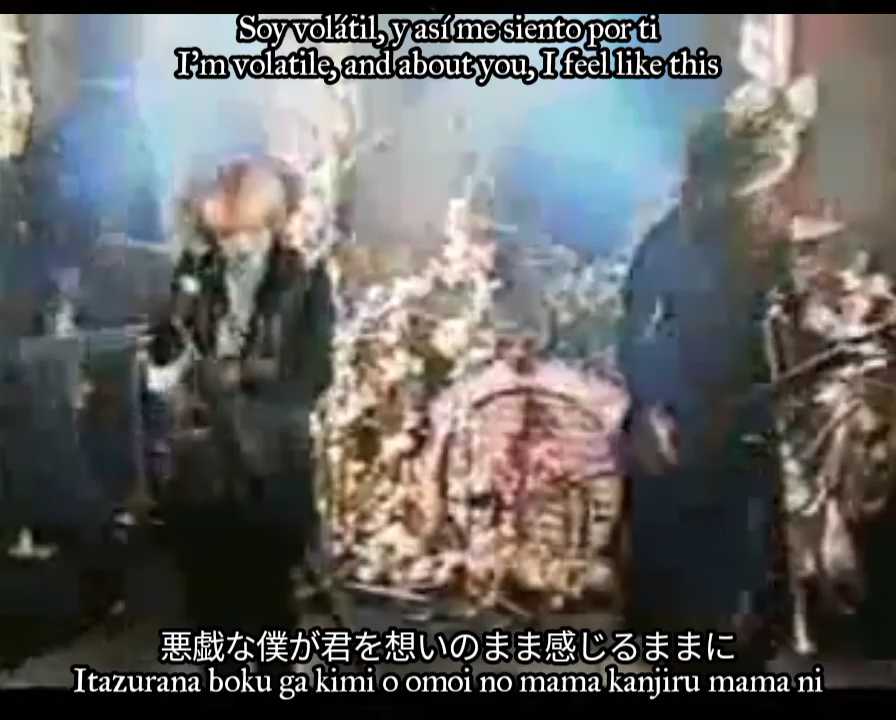 Soy volátil, y así me siento por ti
I'm volatile, and about you, I feel like this
悪戯な僕が君を想いのまま感じるままに
Itazurana boku ga kimi o omoi no mama kanjiru mama ni